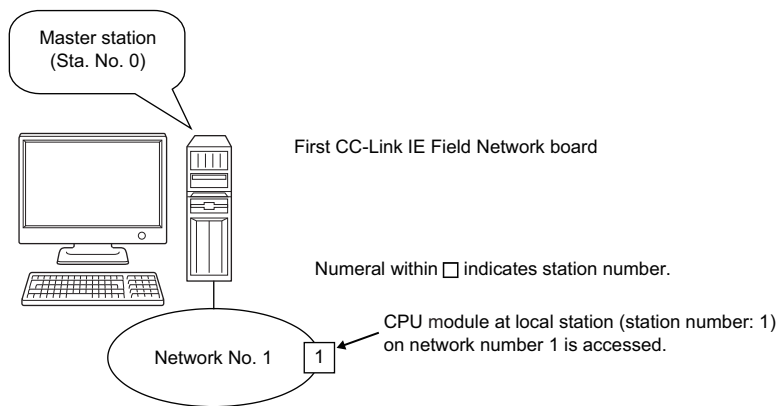 Master station
(Sta. No. 0)
First CC-Link IE Field Network board
Numeral within □ indicates station number.
CPU module at local station (station number: 1)
on network number 1 is accessed.
Network No. 1
1